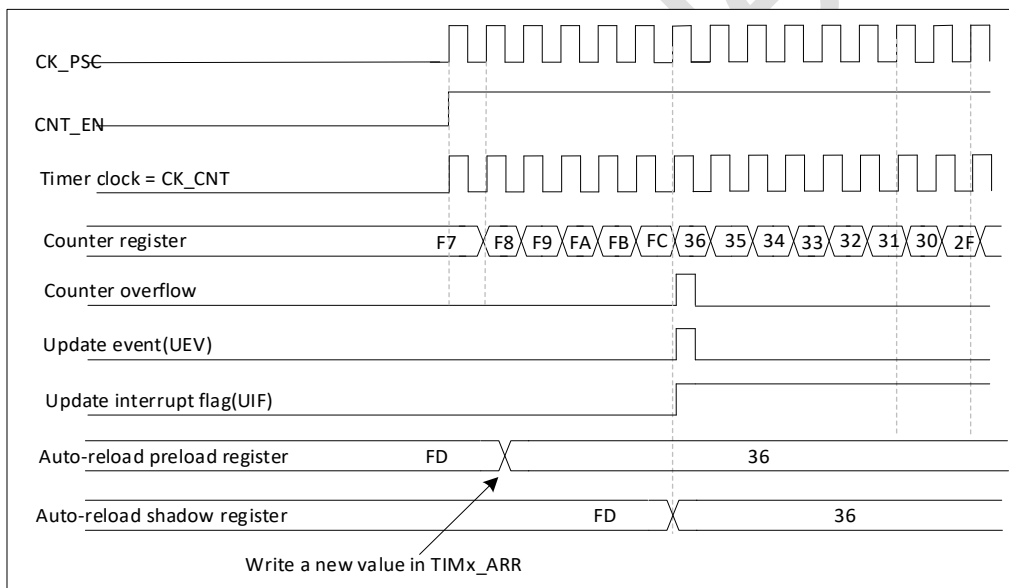 CK_PSC
CNT_EN
Timer clock = CK_CNT
Counter register F7 F8 F9 FA FB FC 36 35 34 33 32 31 30 2F
Counter overflow
Update event(UEV)
Update interrupt flag(UIF)
Auto-reload preload register FD 36
Auto-reload shadow register FD 36
Write a new value in TIMx_ARR